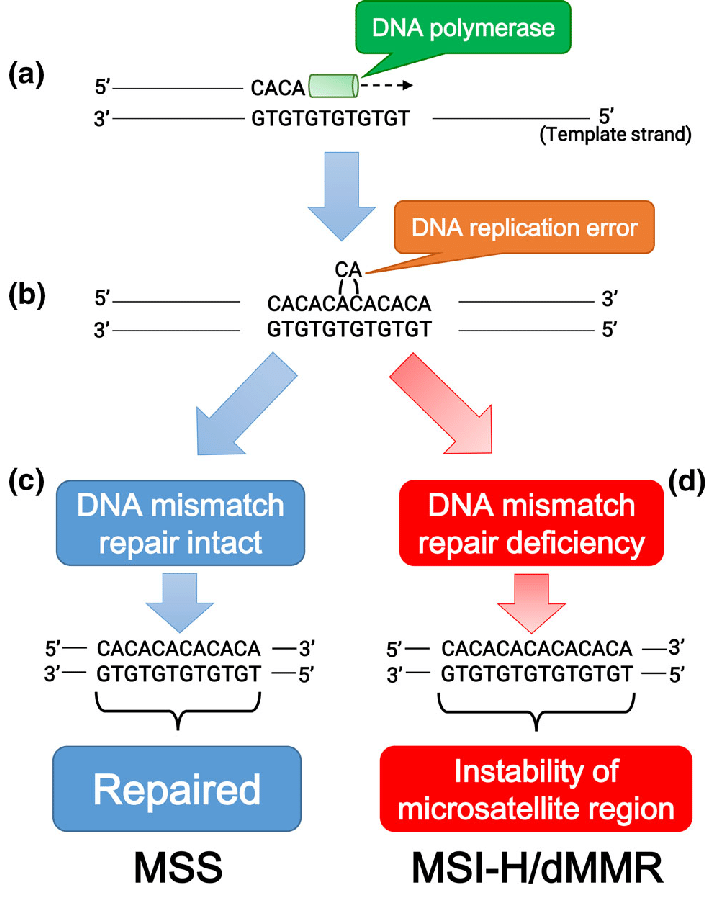 DNA polymerase
(a)
5’ CACA
3’ GTGTGTGTGTGT 5’
(Template strand)
DNA replication error
CA
(b)
5’ CACACACACACA 3’
3’ GTGTGTGTGTGT 5’
(c)
DNA mismatch
repair intact
5’ CACACACACACA 3’
3’ GTGTGTGTGTGT 5’
Repaired
MSS
(d)
DNA mismatch
repair deficiency
5’ CACACACACACACA 3’
3’ GTGTGTGTGTGTGT 5’
Instability of
microsatellite region
MSI-H/dMMR